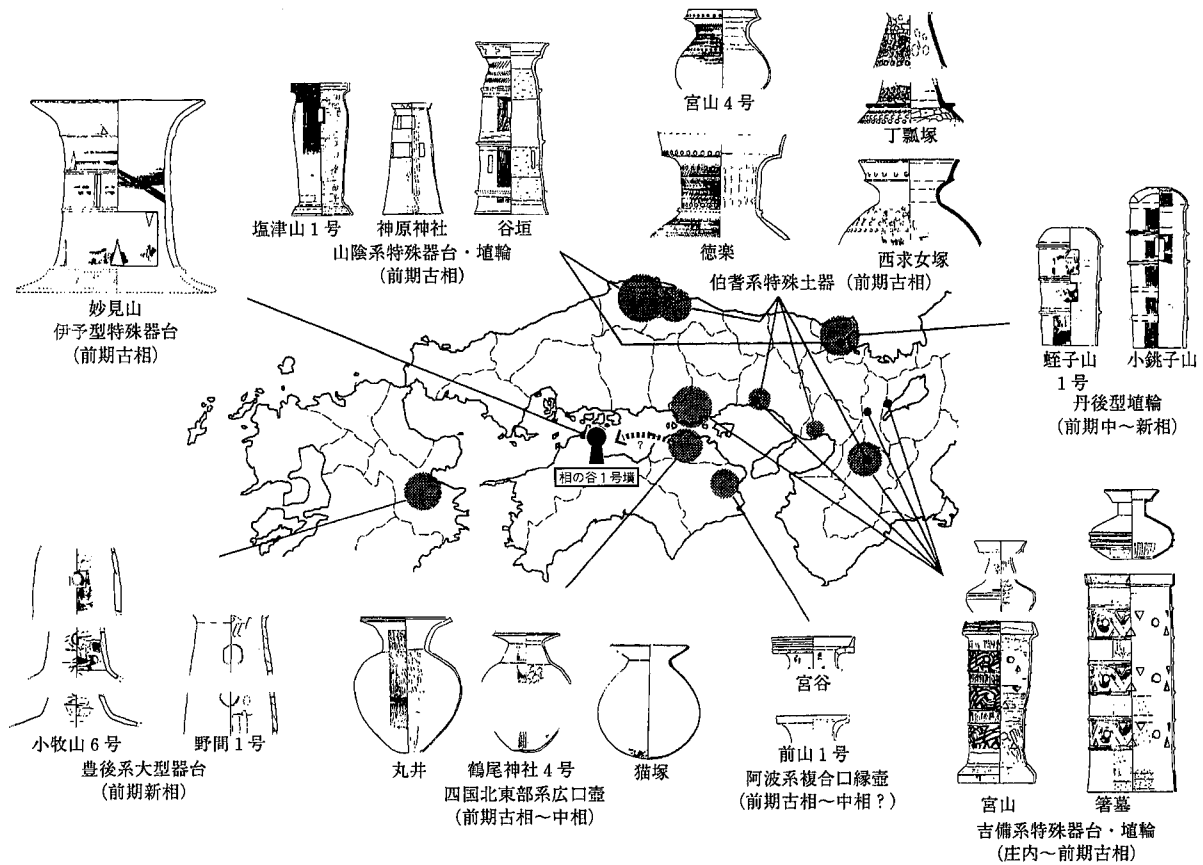 宮山4号
丁瓢塚
徳楽
西求女塚
伯耆系特殊土器(前期古相)
塩津山1号
神原神社
谷垣
山陰系特殊器台・埴輪
(前期古相)
妙見山
伊予型特殊器台
(前期古相)
蛭子山
1号
小銚子山
丹後型埴輪
(前期中~新相)
?
相の谷1号墳
小牧山6号
野間1号
豊後系大型器台
(前期新相)
丸井
鶴尾神社4号
猫塚
四国北東部系広口壺
(前期古相~中相)
宮谷
前山1号
阿波系複合口縁壺
(前期古相~中相?)
宮山
箸墓
吉備系特殊器台・埴輪
(庄内~前期古相)